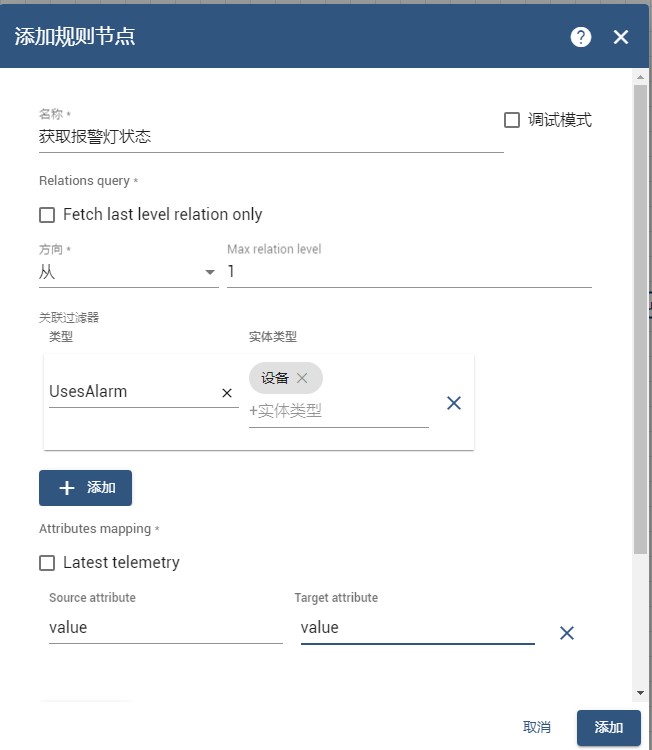 添加规则节点
名称 *
获取报警灯状态
调试模式
Relations query *
Fetch last level relation only
方向 *
Max relation level
从
1
关联过滤器
类型
实体类型
设备
UsesAlarm
+实体类型
添加
Attributes mapping *
Latest telemetry
Source attribute
Target attribute
value
value
取消
添加